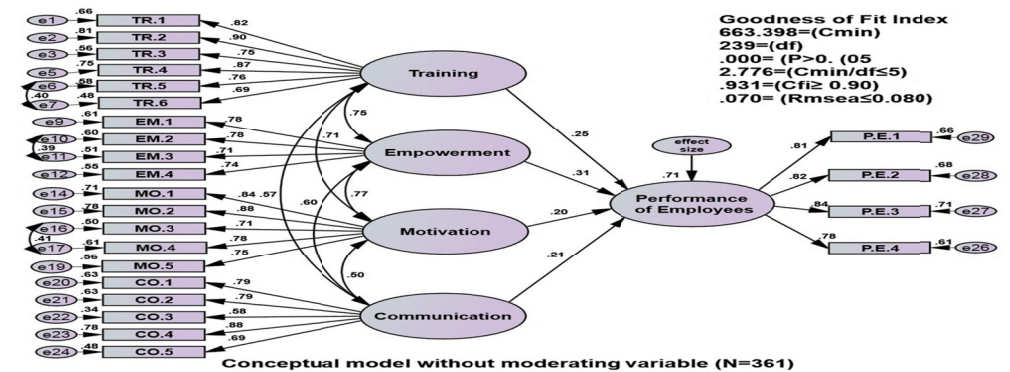 Goodness of Fit Index
663.398=(Cmin)
239=(df)
.000= (P>0. (05
2.776=(Cmin/df≤5)
.931=(Cfi≥ 0.90)
.070= (Rmsea≤0.080)
e1 .66 TR.1 .82
e2 .81 TR.2 .90
e3 .56 TR.3 .75
e5 .75 TR.4 .87
e6 .58 TR.5 .76
.40
e7 .48 TR.6 .69
Training
e9 .61 EM.1 .78
e10 .60 EM.2 .78
.39
e11 .51 EM.3 .71
e12 .55 EM.4 .74
Empowerment
e14 .71 MO.1 .84
e15 .78 MO.2 .88
e16 .50 MO.3 .71
.41
e17 .61 MO.4 .78
e19 .56 MO.5 .75
Motivation
e20 .63 CO.1 .79
e21 .63 CO.2 .79
e22 .34 CO.3 .58
e23 .78 CO.4 .88
e24 .48 CO.5 .69
Communication
.75
.71
.57
.77
.60
.50
.25
.31
.20
.21
effect
size
.71
Performance
of Employees
.81 P.E.1 .66 e29
.82 P.E.2 .68 e28
.84 P.E.3 .71 e27
.78 P.E.4 .61 e26
Conceptual model without moderating variable (N=361)